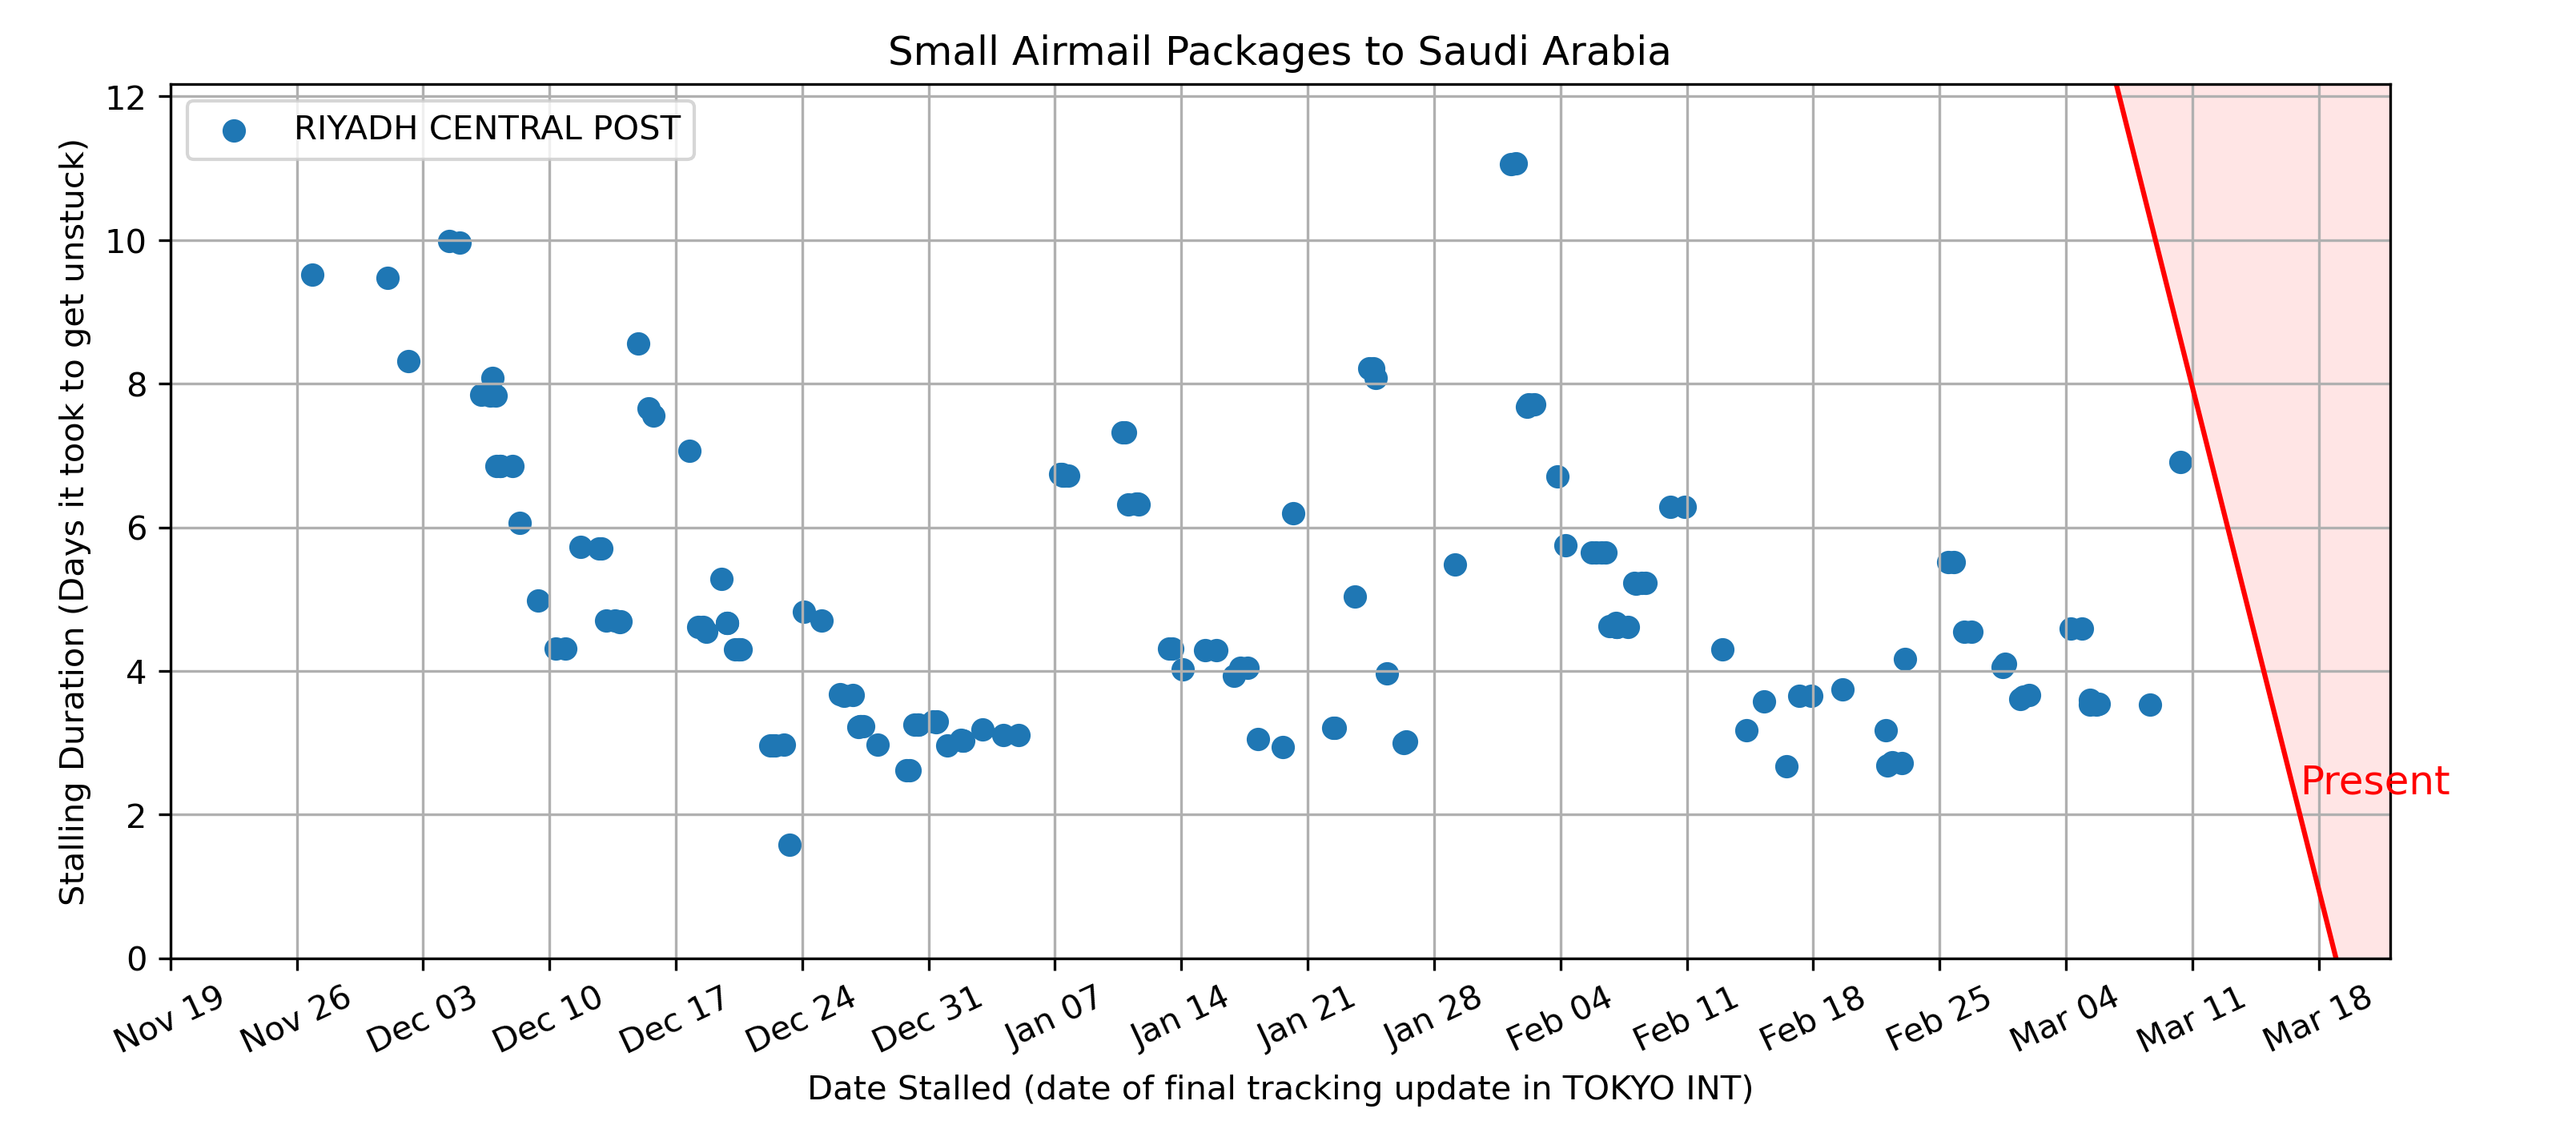 Small Airmail Packages to Saudi Arabia
RIYADH CENTRAL POST
Stalling Duration (Days it took to get unstuck)
12
10
8
6
4
2
0
Present
Nov 19
Nov 26
Dec 03
Dec 10
Dec 17
Dec 24
Dec 31
Jan 07
Jan 14
Jan 21
Jan 28
Feb 04
Feb 11
Feb 18
Feb 25
Mar 04
Mar 11
Mar 18
Date Stalled (date of final tracking update in TOKYO INT)